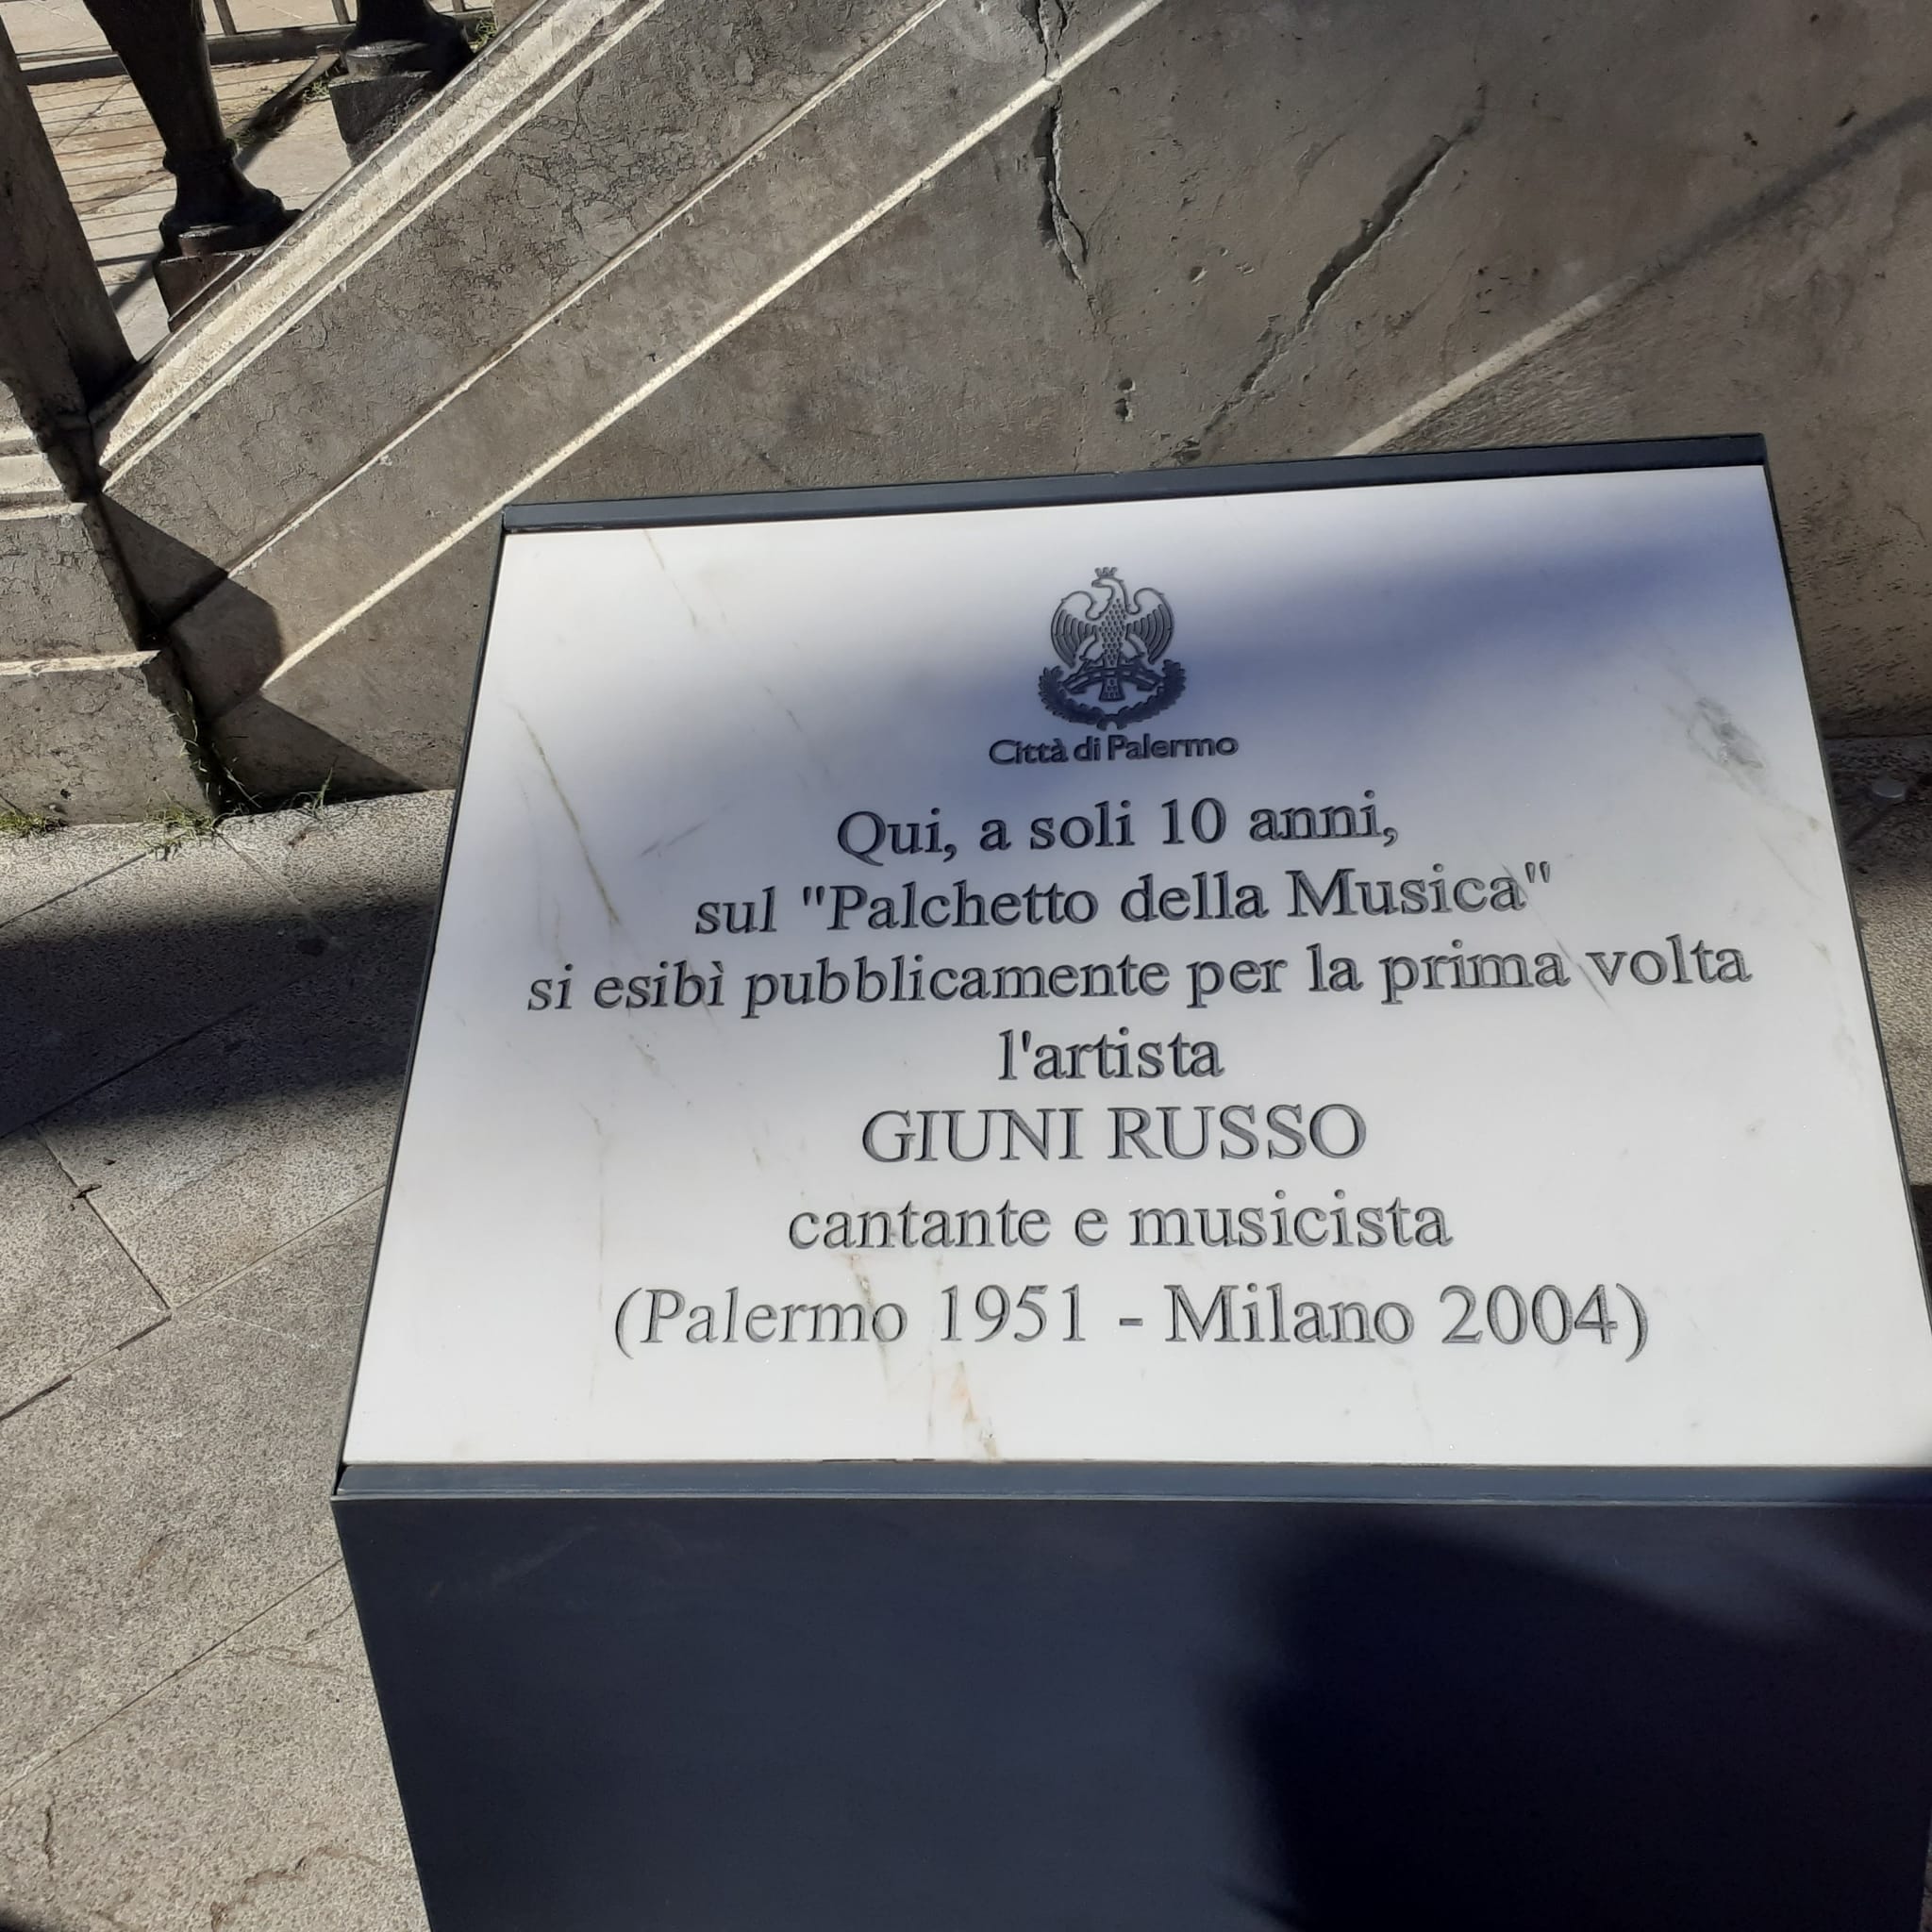 Città di Palermo
Qui, a soli 10 anni,
sul "Palchetto della Musica"
si esibì pubblicamente per la prima volta
l'artista
GIUNI RUSSO
cantante e musicista
(Palermo 1951 - Milano 2004)